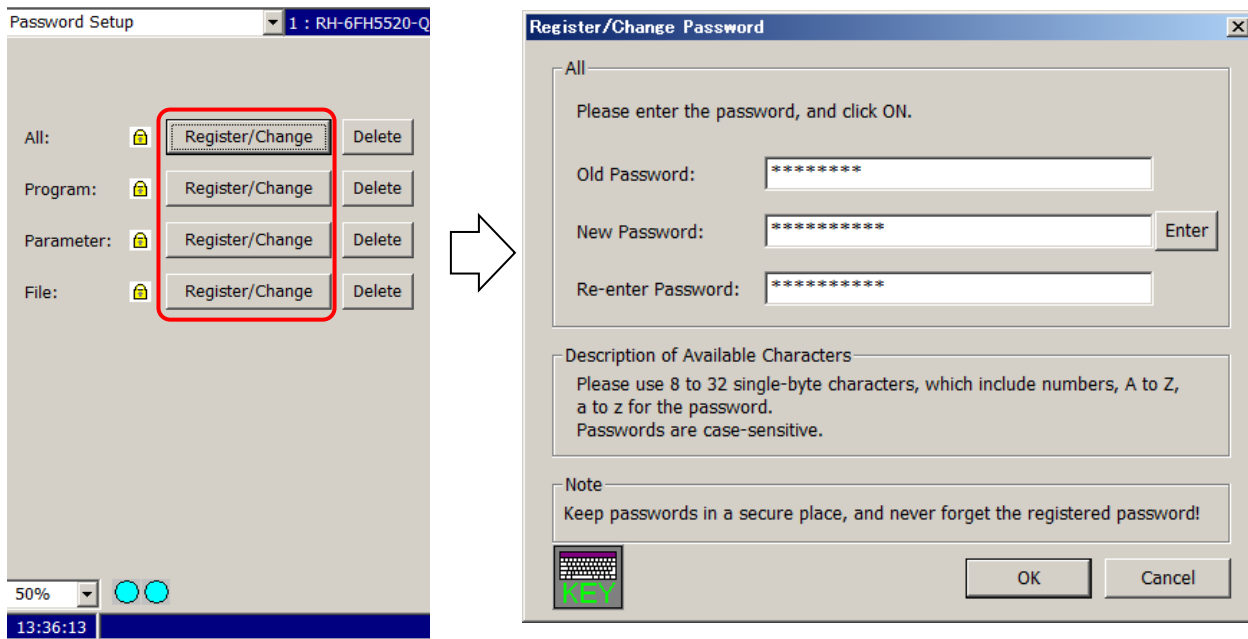 Password Setup
1 : RH-6FH5520-Q
All:
Register/Change
Delete
Program:
Register/Change
Delete
Parameter:
Register/Change
Delete
File:
Register/Change
Delete
50%
13:36:13
Register/Change Password
All
Please enter the password, and click ON.
Old Password:
********
New Password:
**********
Enter
Re-enter Password:
**********
Description of Available Characters
Please use 8 to 32 single-byte characters, which include numbers, A to Z,
a to z for the password.
Passwords are case-sensitive.
Note
Keep passwords in a secure place, and never forget the registered password!
KEY
OK
Cancel